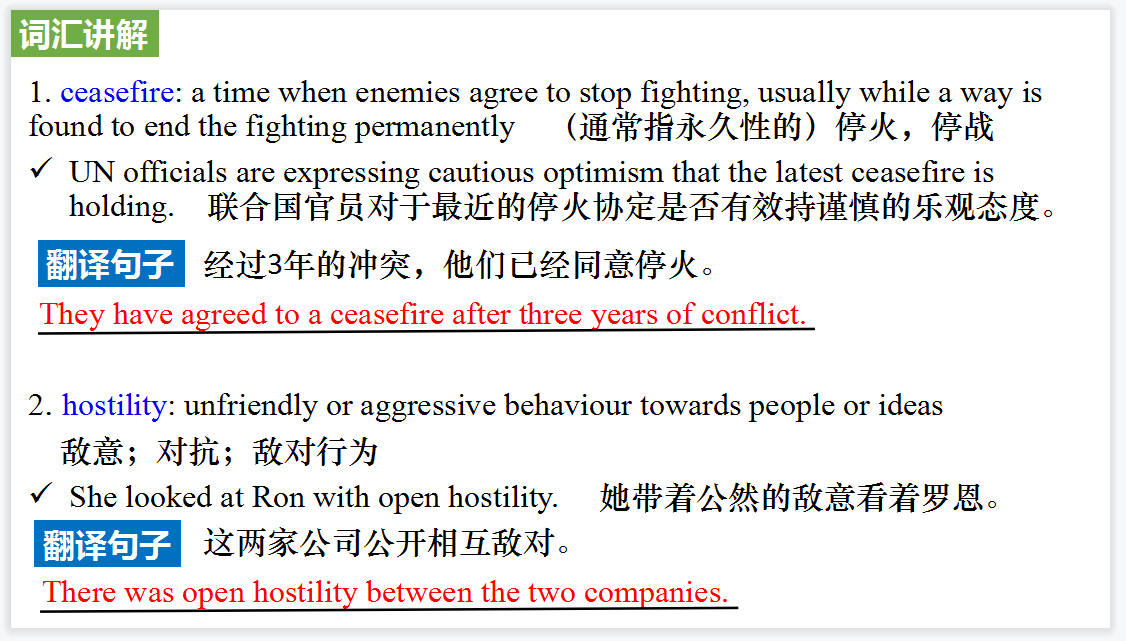 词汇讲解
1. ceasefire: a time when enemies agree to stop fighting, usually while a way is
found to end the fighting permanently （通常指永久性的）停火，停战
✓ UN officials are expressing cautious optimism that the latest ceasefire is
holding. 联合国官员对于最近的停火协定是否有效持谨慎的乐观态度。
翻译句子 经过3年的冲突，他们已经同意停火。
They have agreed to a ceasefire after three years of conflict.
2. hostility: unfriendly or aggressive behaviour towards people or ideas
敌意；对抗；敌对行为
✓ She looked at Ron with open hostility. 她带着公然的敌意看着罗恩。
翻译句子 这两家公司公开相互敌对。
There was open hostility between the two companies.